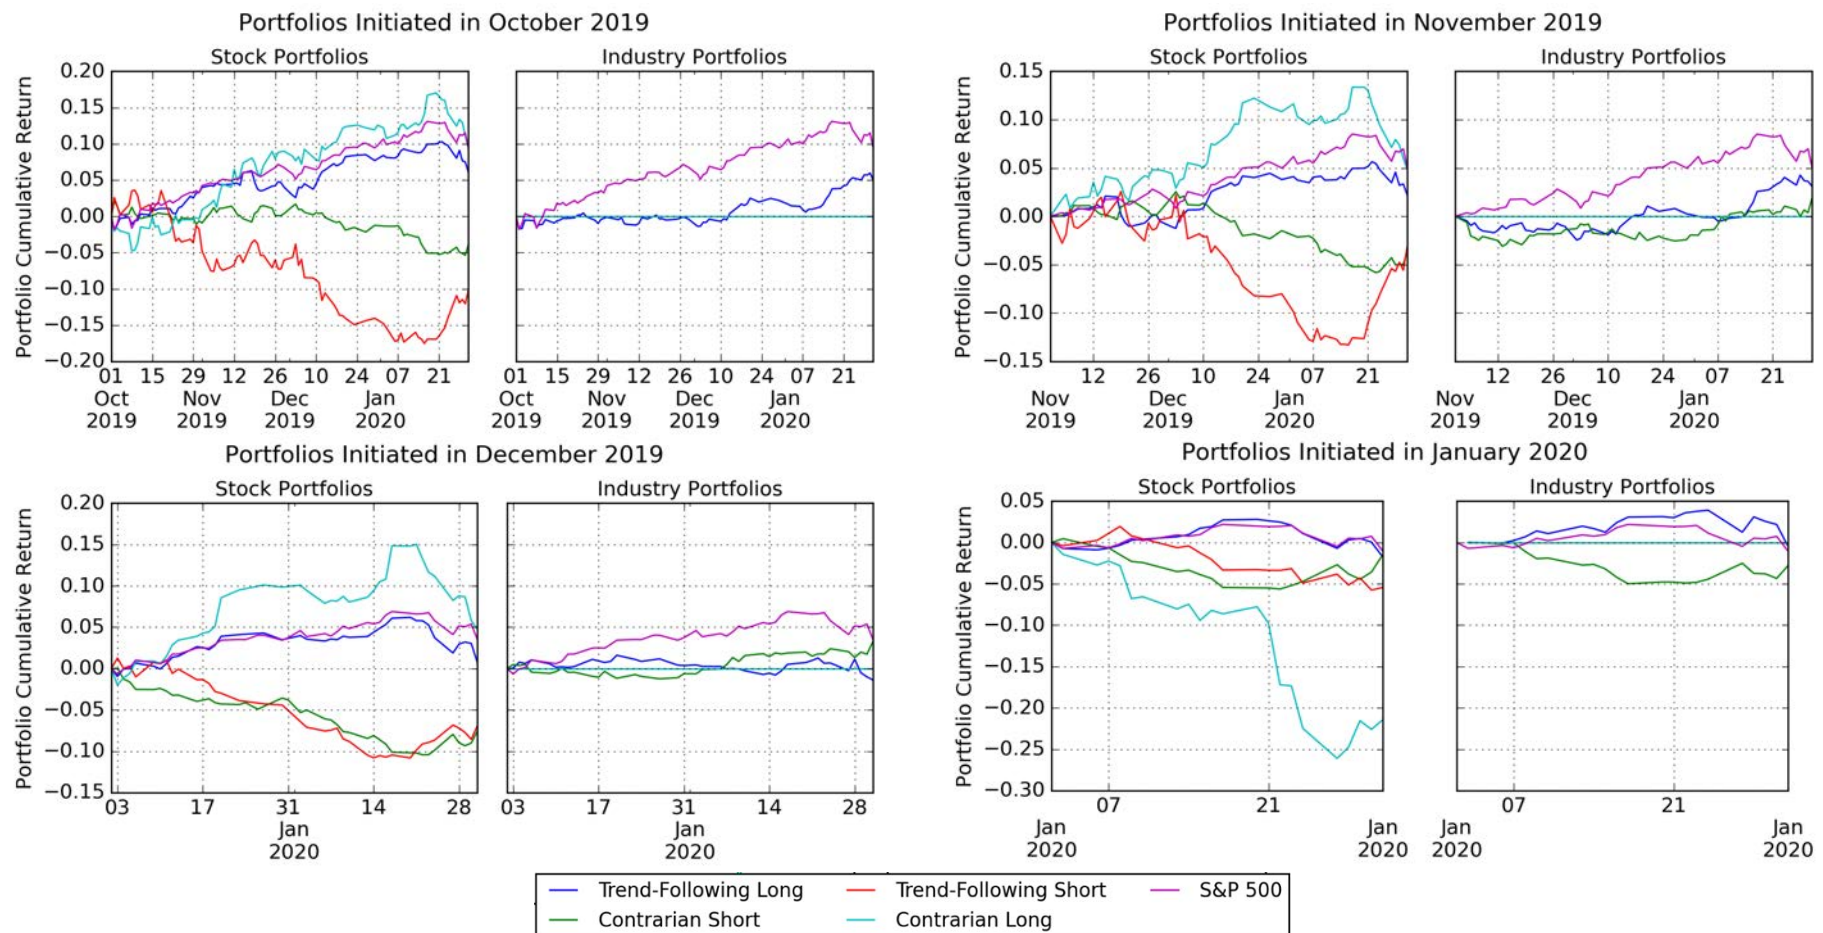 Portfolios Initiated in October 2019
Stock Portfolios
Industry Portfolios
Portfolio Cumulative Return
0.20
0.15
0.10
0.05
0.00
−0.05
−0.10
−0.15
−0.20
01 15 29 12 26 10 24 07 21
Oct Nov Dec Jan
2019 2019 2019 2020
01 15 29 12 26 10 24 07 21
Oct Nov Dec Jan
2019 2019 2019 2020
Portfolios Initiated in November 2019
Stock Portfolios
Industry Portfolios
Portfolio Cumulative Return
0.15
0.10
0.05
0.00
−0.05
−0.10
−0.15
12 26 10 24 07 21
Nov Dec Jan
2019 2019 2020
12 26 10 24 07 21
Nov Dec Jan
2019 2019 2020
Portfolios Initiated in December 2019
Stock Portfolios
Industry Portfolios
Portfolio Cumulative Return
0.20
0.15
0.10
0.05
0.00
−0.05
−0.10
−0.15
03 17 31 14 28
Jan
2020
03 17 31 14 28
Jan
2020
Portfolios Initiated in January 2020
Stock Portfolios
Industry Portfolios
Portfolio Cumulative Return
0.05
0.00
−0.05
−0.10
−0.15
−0.20
−0.25
−0.30
07 21
Jan Jan
2020 2020
07 21
Jan Jan
2020 2020
Trend-Following Long
Trend-Following Short
S&P 500
Contrarian Short
Contrarian Long